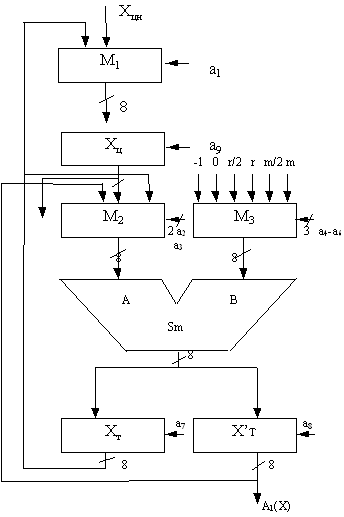 Xцн
M1
a1
8
Xц
a9
-1 0 r/2 r m/2 m
M2
2 a2
a3
M3
3 a4-a6
8
8
A
B
Sm
8
XT
a7
X'T
a8
8
8
A1(X)